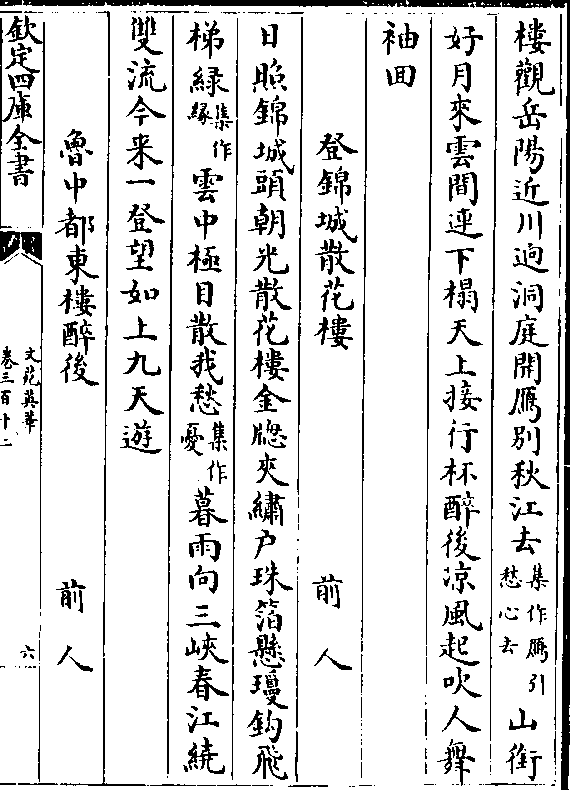 樓觀岳陽近川逈洞庭開鴈别秋江去集作鴈引愁心去山銜
好月來雲間連下榻天上接行杯醉後凉風起吹人舞
袖回
登錦城散花樓 前人
日照錦城頭朝光散花樓金牕夾繡户珠箔懸瓊鈎飛
梯緑集作緣雲中極目散我愁集作憂暮雨向三峽春江繞
雙流今来一登望如上九天遊
魯中都東樓醉後 前人
欽定四庫全書
文苑英華
卷三百十二
六